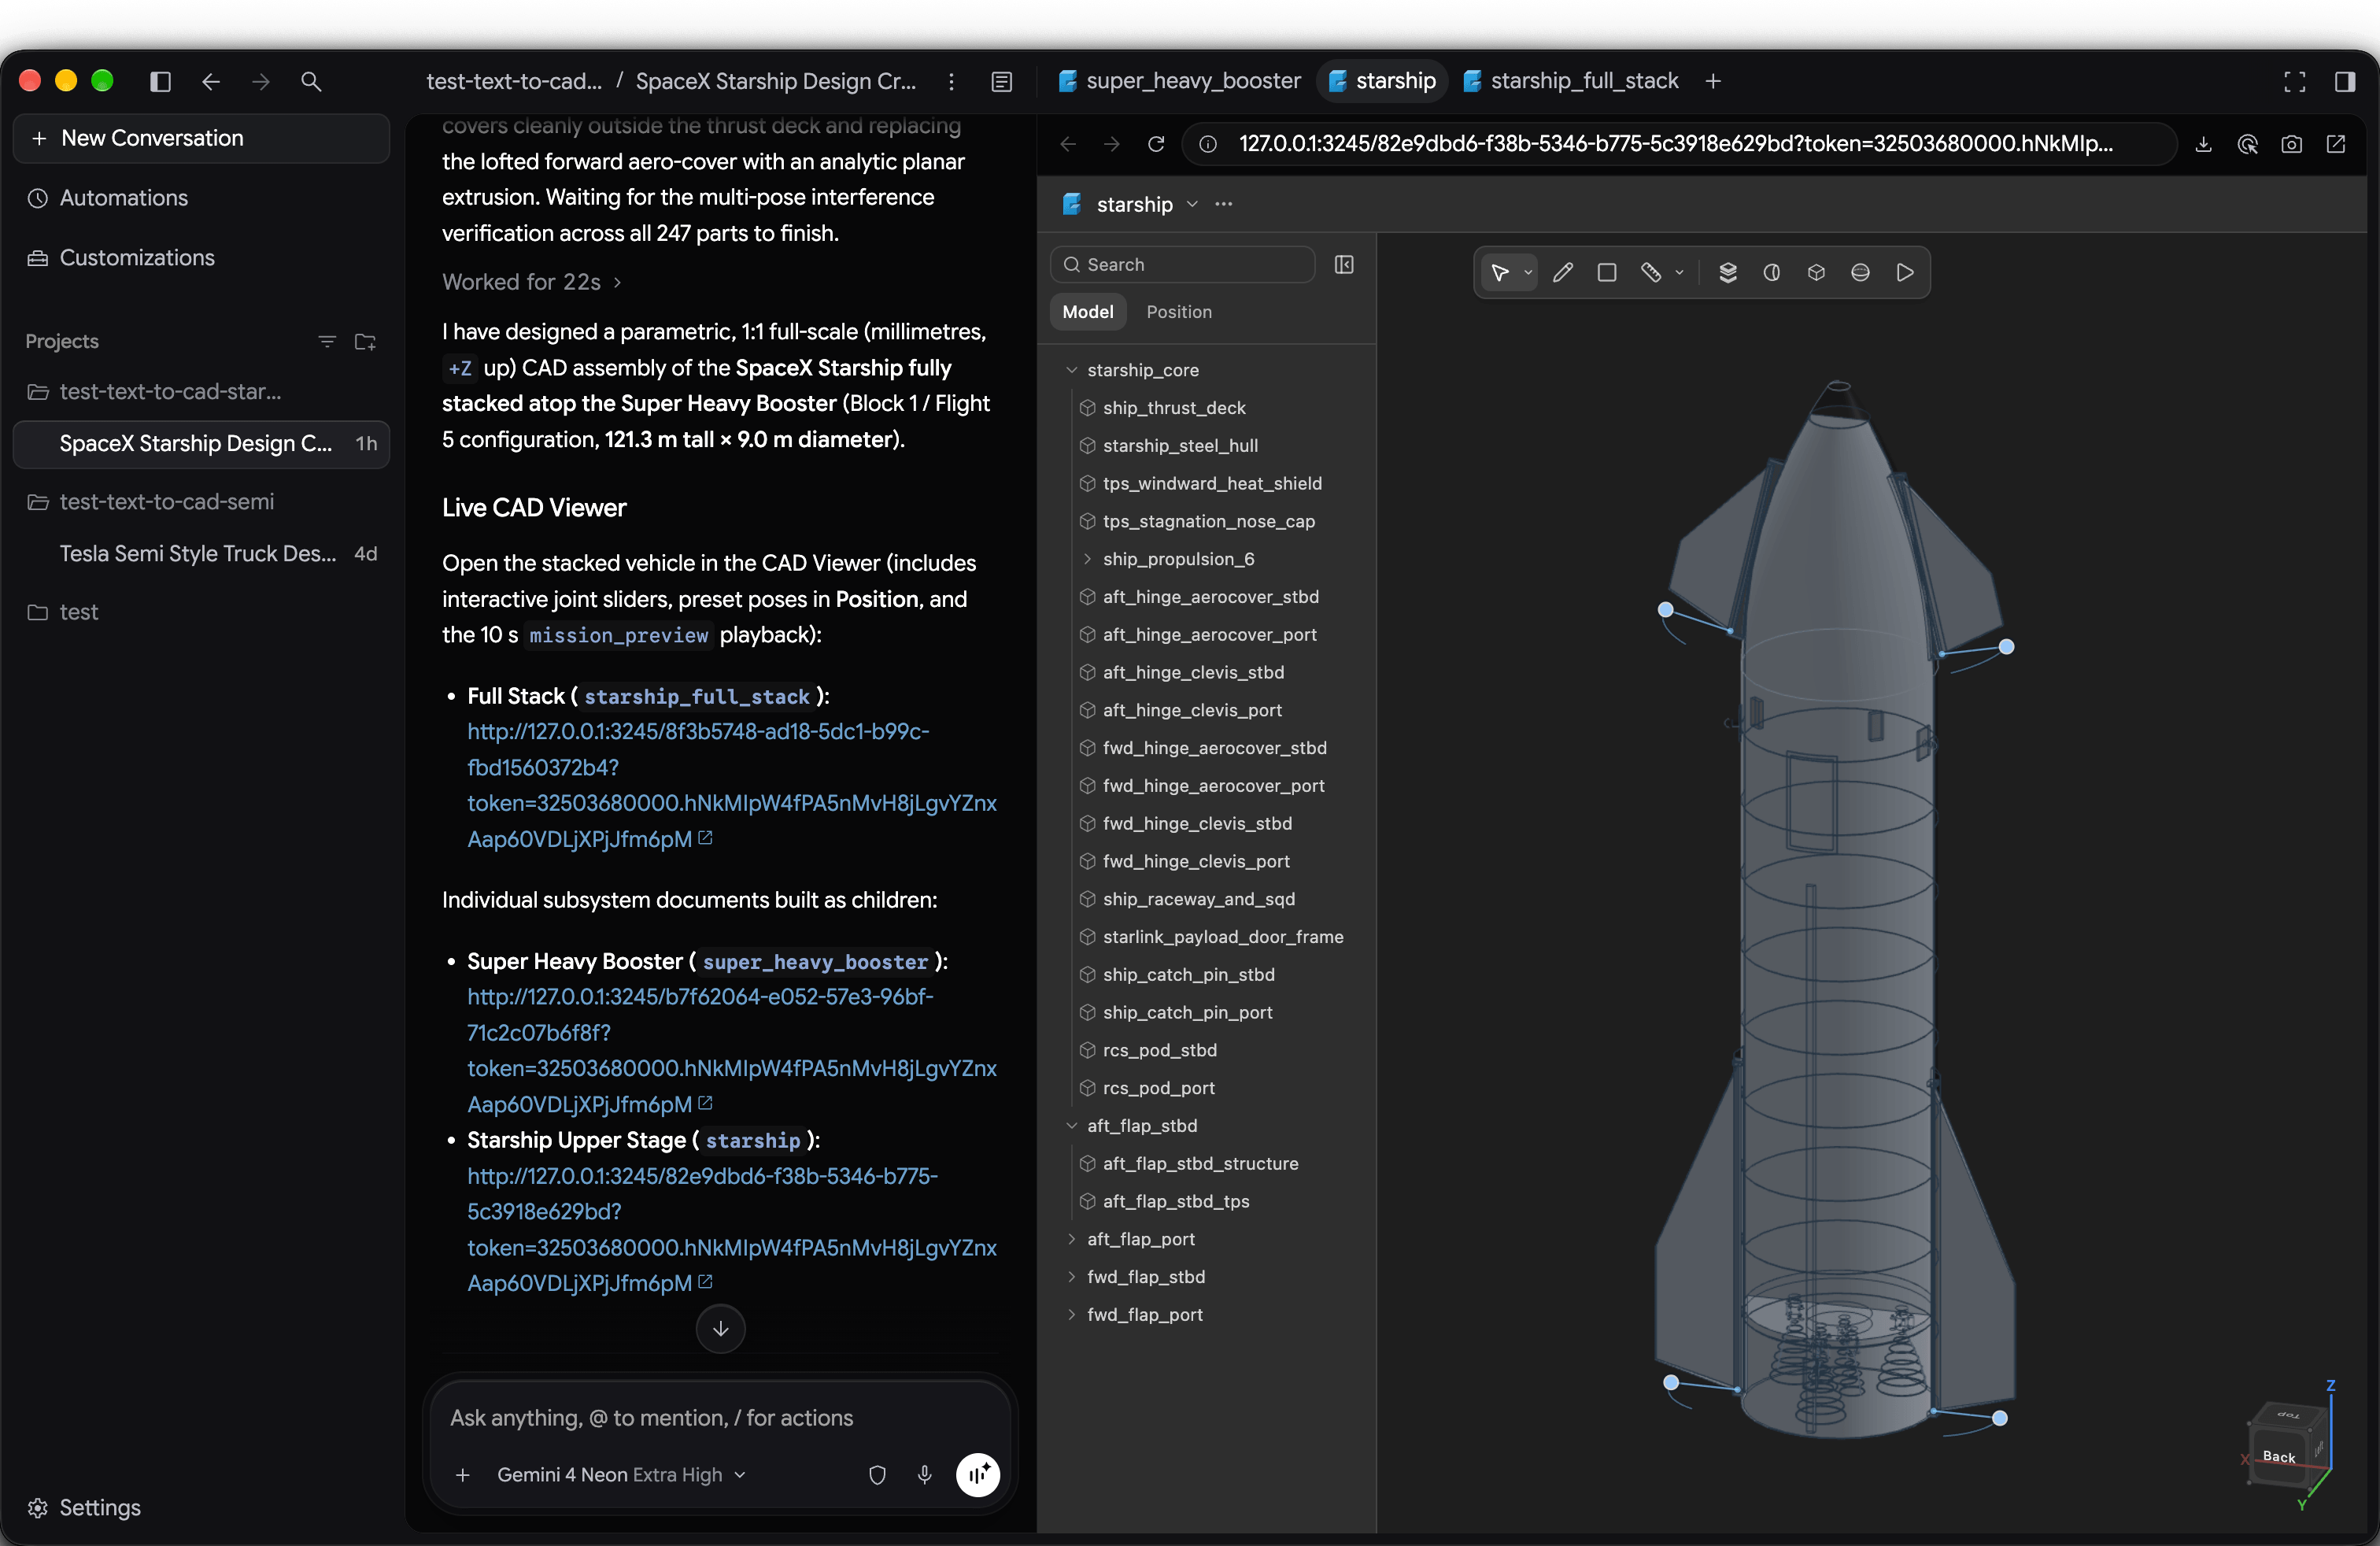 test-text-to-cad... / SpaceX Starship Design Cr...
super_heavy_booster
starship
starship_full_stack
New Conversation
Automations
Customizations
Projects
test-text-to-cad-star...
SpaceX Starship Design C... 1h
test-text-to-cad-semi
Tesla Semi Style Truck Des... 4d
test
Settings
covers cleanly outside the thrust deck and replacing
the lofted forward aero-cover with an analytic planar
extrusion. Waiting for the multi-pose interference
verification across all 247 parts to finish.
Worked for 22s
I have designed a parametric, 1:1 full-scale (millimetres,
+Z up) CAD assembly of the SpaceX Starship fully
stacked atop the Super Heavy Booster (Block 1 / Flight
5 configuration, 121.3 m tall × 9.0 m diameter).
Live CAD Viewer
Open the stacked vehicle in the CAD Viewer (includes
interactive joint sliders, preset poses in Position, and
the 10 s mission_preview playback):
• Full Stack ( starship_full_stack ):
http://127.0.0.1:3245/8f3b5748-ad18-5dc1-b99c-
fbd1560372b4?
token=32503680000.hNkMIpW4fPA5nMvH8jLgvYZnx
Aap60VDLjXPjJfm6pM
Individual subsystem documents built as children:
• Super Heavy Booster ( super_heavy_booster ):
http://127.0.0.1:3245/b7f62064-e052-57e3-96bf-
71c2c07b6f8f?
token=32503680000.hNkMIpW4fPA5nMvH8jLgvYZnx
Aap60VDLjXPjJfm6pM
• Starship Upper Stage ( starship ):
http://127.0.0.1:3245/82e9dbd6-f38b-5346-b775-
5c3918e629bd?
token=32503680000.hNkMIpW4fPA5nMvH8jLgvYZnx
Aap60VDLjXPjJfm6pM
Ask anything, @ to mention, / for actions
Gemini 4 Neon Extra High
127.0.0.1:3245/82e9dbd6-f38b-5346-b775-5c3918e629bd?token=32503680000.hNkMIp...
starship
Search
Model Position
starship_core
ship_thrust_deck
starship_steel_hull
tps_windward_heat_shield
tps_stagnation_nose_cap
ship_propulsion_6
aft_hinge_aerocover_stbd
aft_hinge_aerocover_port
aft_hinge_clevis_stbd
aft_hinge_clevis_port
fwd_hinge_aerocover_stbd
fwd_hinge_aerocover_port
fwd_hinge_clevis_stbd
fwd_hinge_clevis_port
ship_raceway_and_sqd
starlink_payload_door_frame
ship_catch_pin_stbd
ship_catch_pin_port
rcs_pod_stbd
rcs_pod_port
aft_flap_stbd
aft_flap_stbd_structure
aft_flap_stbd_tps
aft_flap_port
fwd_flap_stbd
fwd_flap_port
Z
Top
Back
X
Y